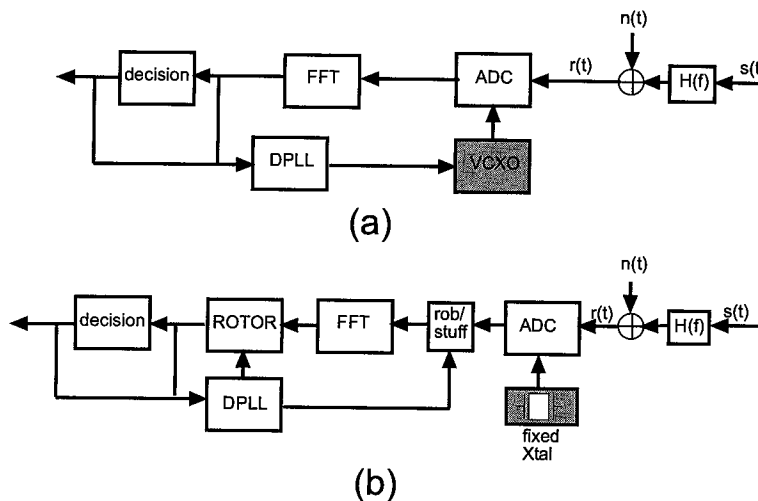 n(t)
decision
FFT
ADC
r(t)
H(f)
s(t
DPLL
VCXO
(a)
n(t)
decision
ROTOR
FFT
rob/
stuff
ADC
r(t)
H(f)
s(t)
DPLL
fixed
Xtal
(b)